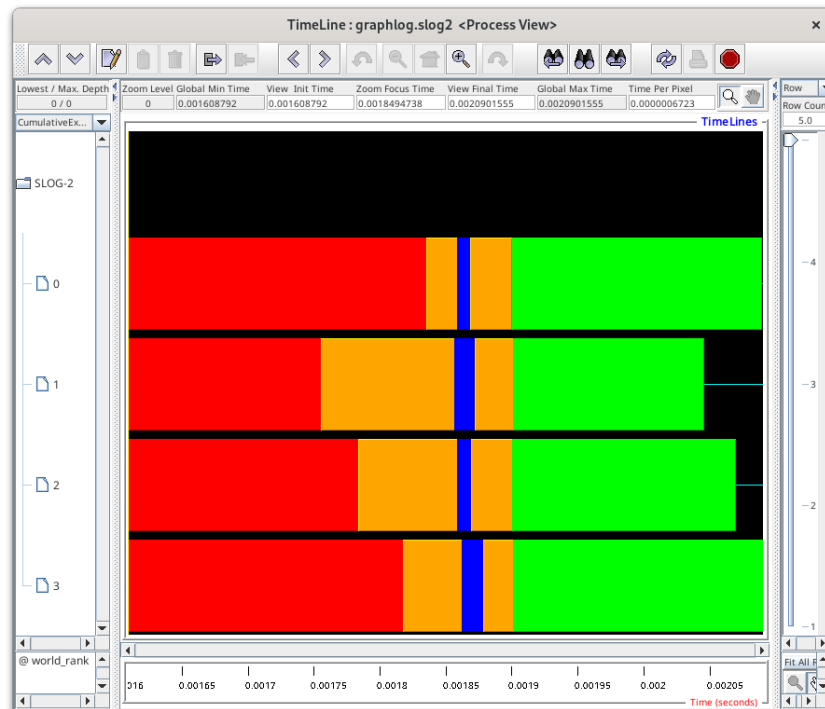 TimeLine : graphlog.slog2 <Process View>
Lowest / Max. Depth
0 / 0
Zoom Level Global Min Time View Init Time Zoom Focus Time View Final Time Global Max Time Time Per Pixel
0 0.001608792 0.001608792 0.0018494738 0.0020901555 0.0020901555 0.0000006723
Row
Row Coun
5.0
CumulativeEx...
TimeLines
SLOG-2
0
1
2
3
4
3
2
1
@ world_rank
Fit All R
016 0.00165 0.0017 0.00175 0.0018 0.00185 0.0019 0.00195 0.002 0.00205
Time (seconds)